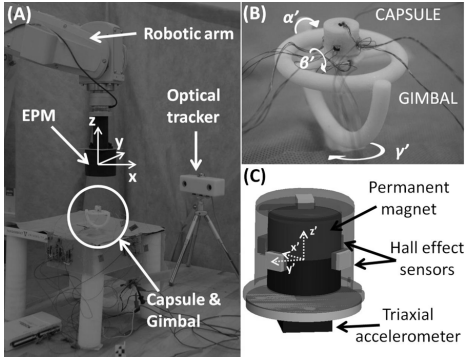 (A)
Robotic arm
EPM
z
y
x
Optical
tracker
Capsule &
Gimbal
(B)
α’
CAPSULE
β’
GIMBAL
γ’
(C)
Permanent
magnet
z’
x’
y’
Hall effect
sensors
Triaxial
accelerometer